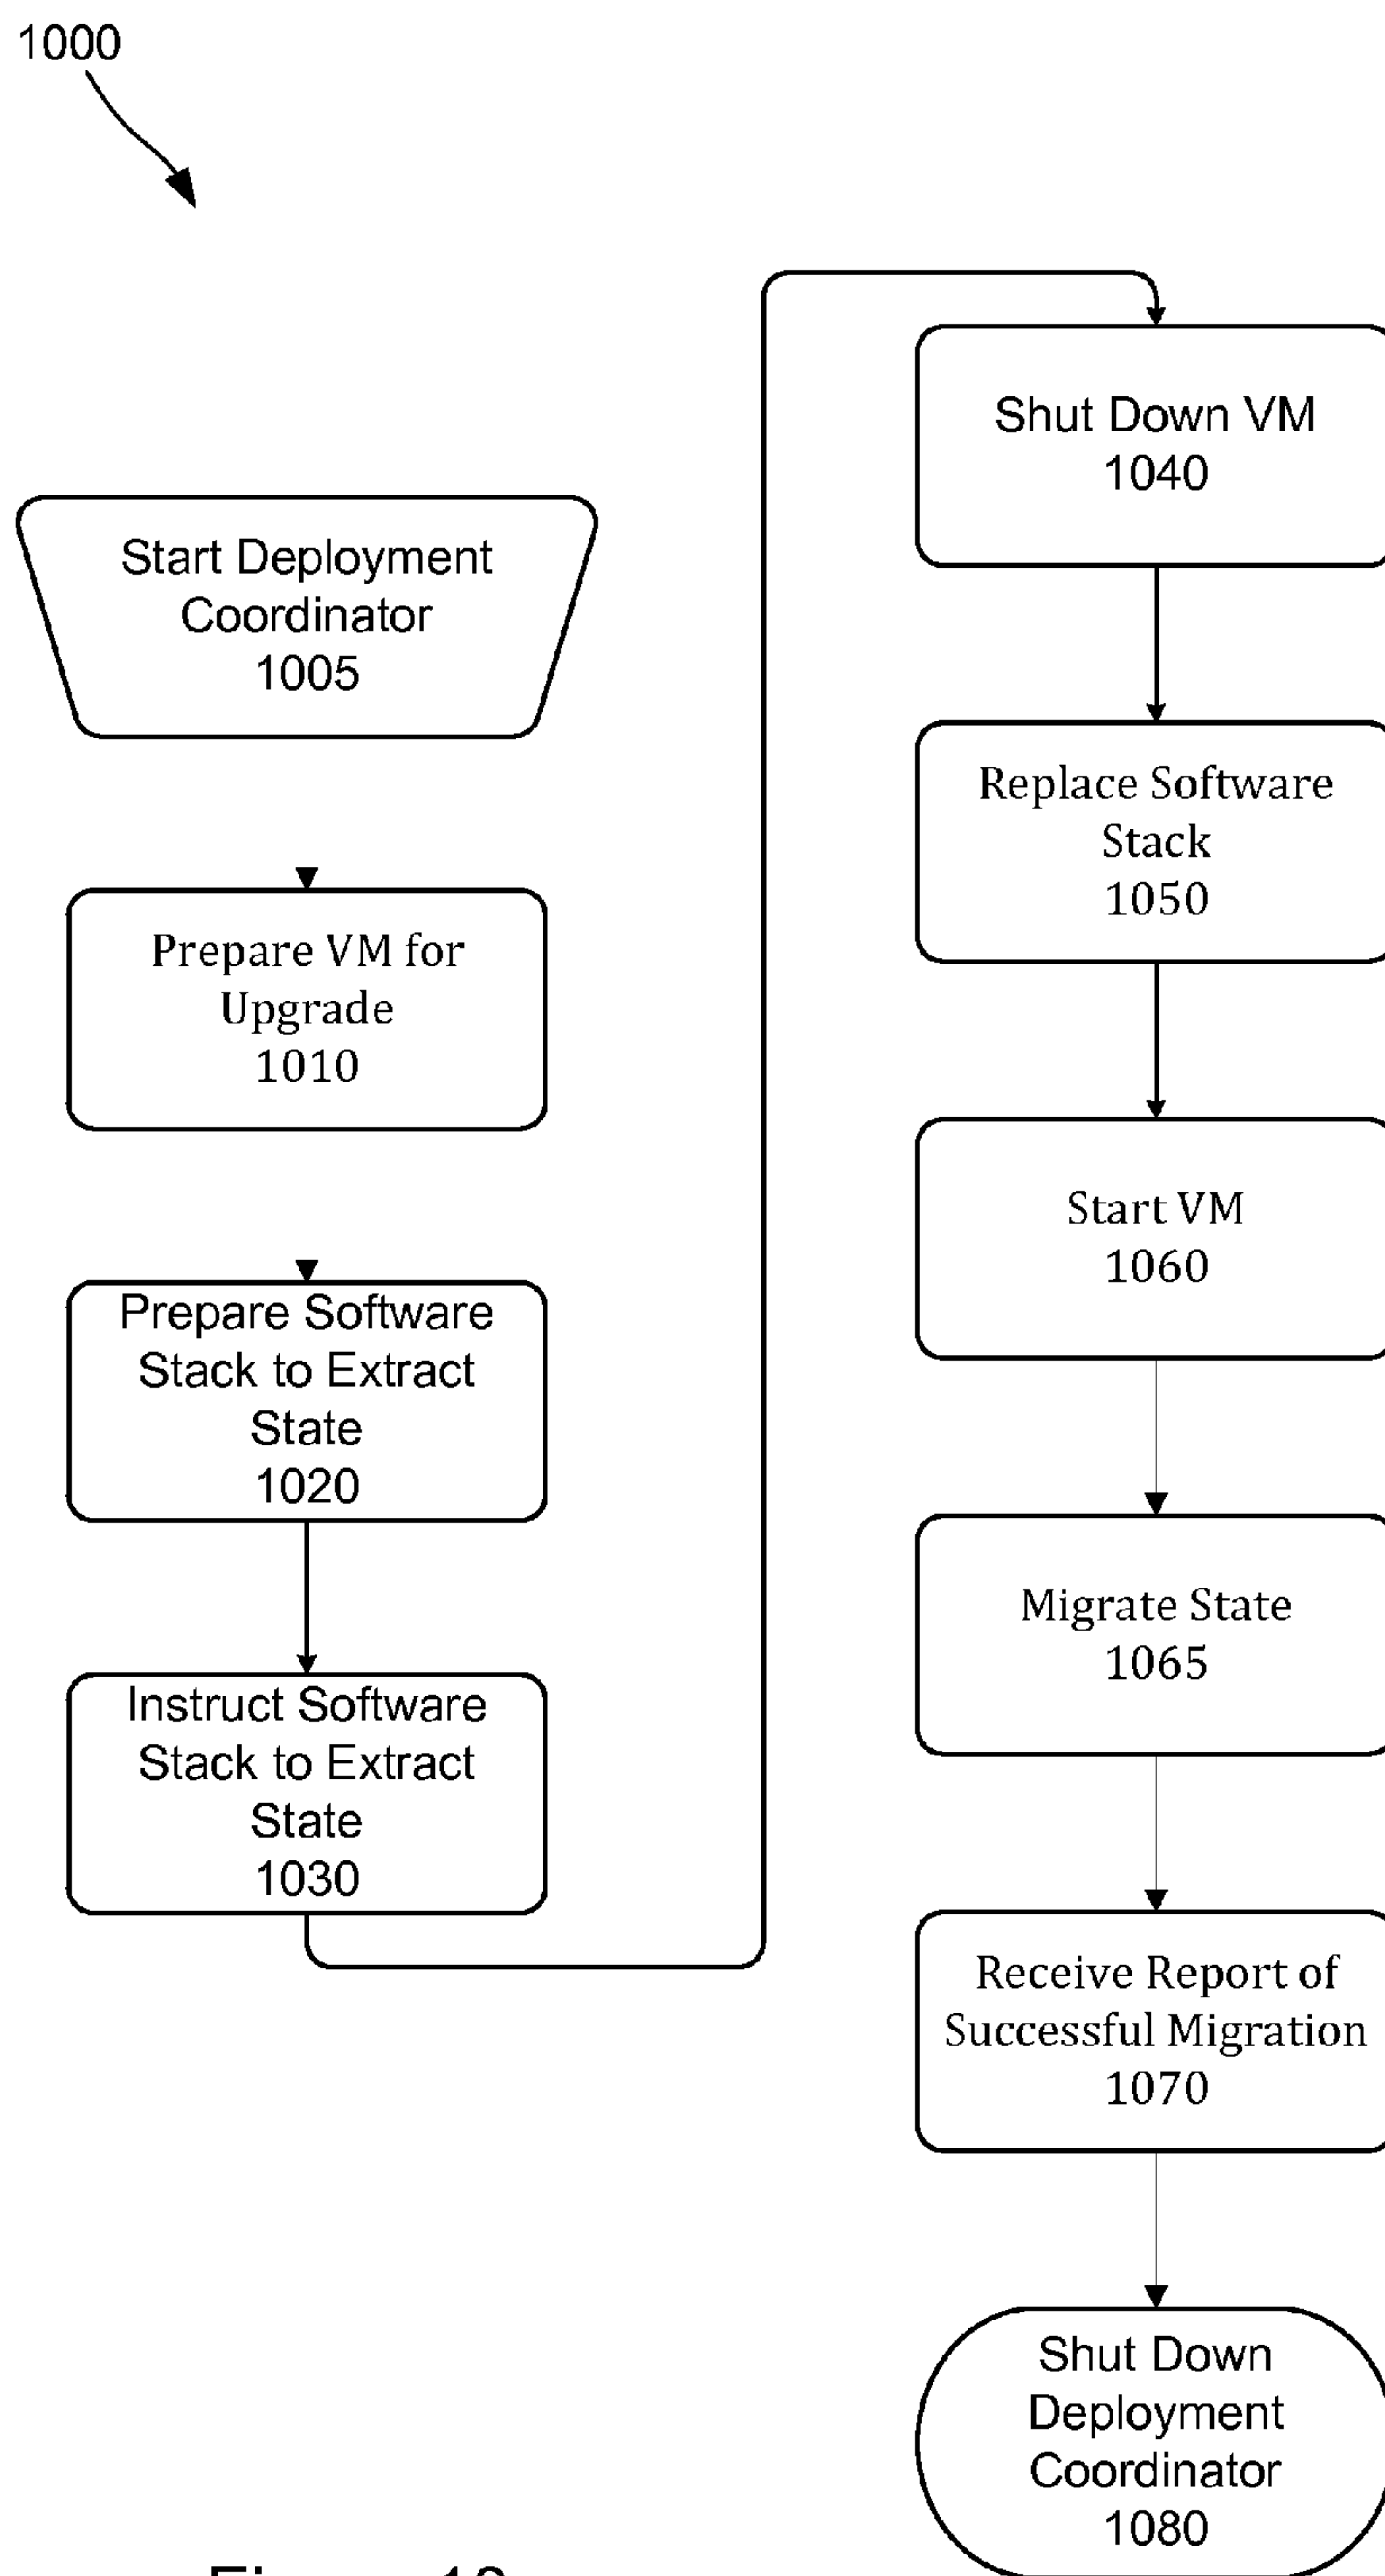 1000
Start Deployment
Coordinator
1005
Prepare VM for
Upgrade
1010
Prepare Software
Stack to Extract
State
1020
Instruct Software
Stack to Extract
State
1030
Shut Down VM
1040
Replace Software
Stack
1050
Start VM
1060
Migrate State
1065
Receive Report of
Successful Migration
1070
Shut Down
Deployment
Coordinator
1080